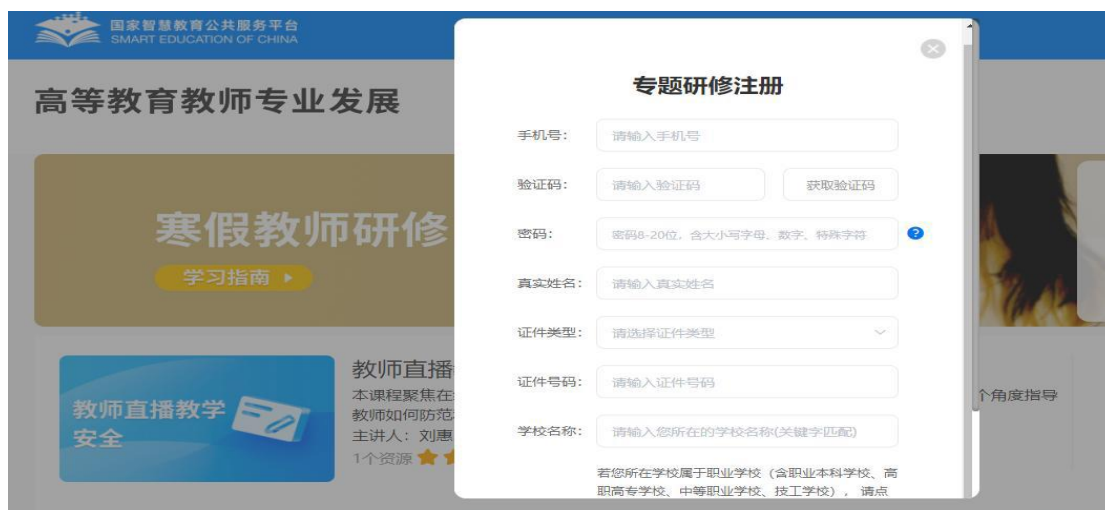 国家智慧教育公共服务平台
SMART EDUCATION OF CHINA
高等教育教师专业发展
寒假教师研修
学习指南
教师直播教学
安全
教师直播
本课程聚焦在
教师如何防范
主讲人：刘惠
1个资源
个角度指导
专题研修注册
手机号：
请输入手机号
验证码：
请输入验证码
获取验证码
密码：
密码8-20位，含大小写字母、数字、特殊字符
?
真实姓名：
请输入真实姓名
证件类型：
请选择证件类型
证件号码：
请输入证件号码
学校名称：
请输入您所在的学校名称(关键字匹配)
若您所在学校属于职业学校（含职业本科学校、高
职高专学校、中等职业学校、技工学校），请点